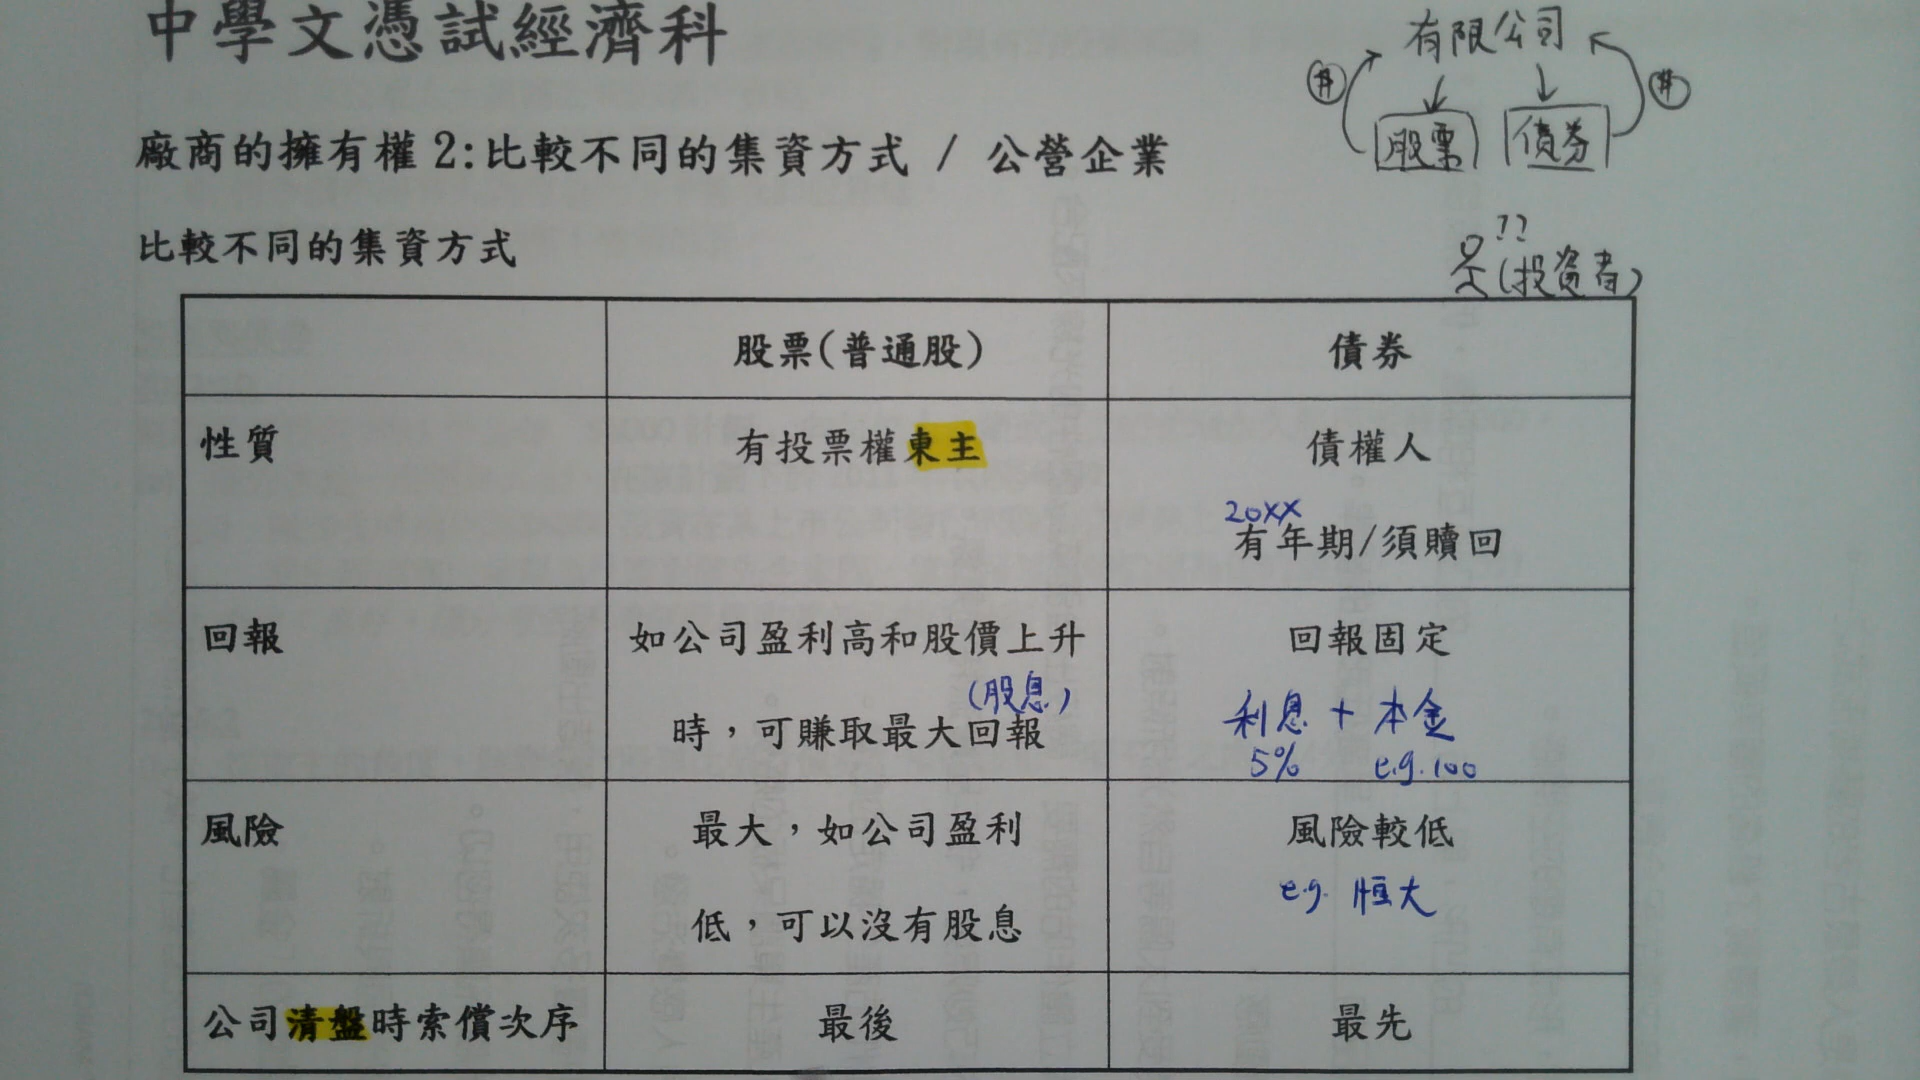 中學文憑試經濟科
有限公司
股票 債券
廠商的擁有權 2:比較不同的集資方式 / 公營企業
??
(投資者)
比較不同的集資方式
股票(普通股) 債券
性質 有投票權東主 債權人
20XX
有年期/須贖回
回報 如公司盈利高和股價上升 回報固定
(股息)
時，可賺取最大回報 利息 + 本金
5% e.g. 100
風險 最大，如公司盈利 風險較低
e.g. 恒大
低，可以沒有股息
公司清盤時索償次序 最後 最先